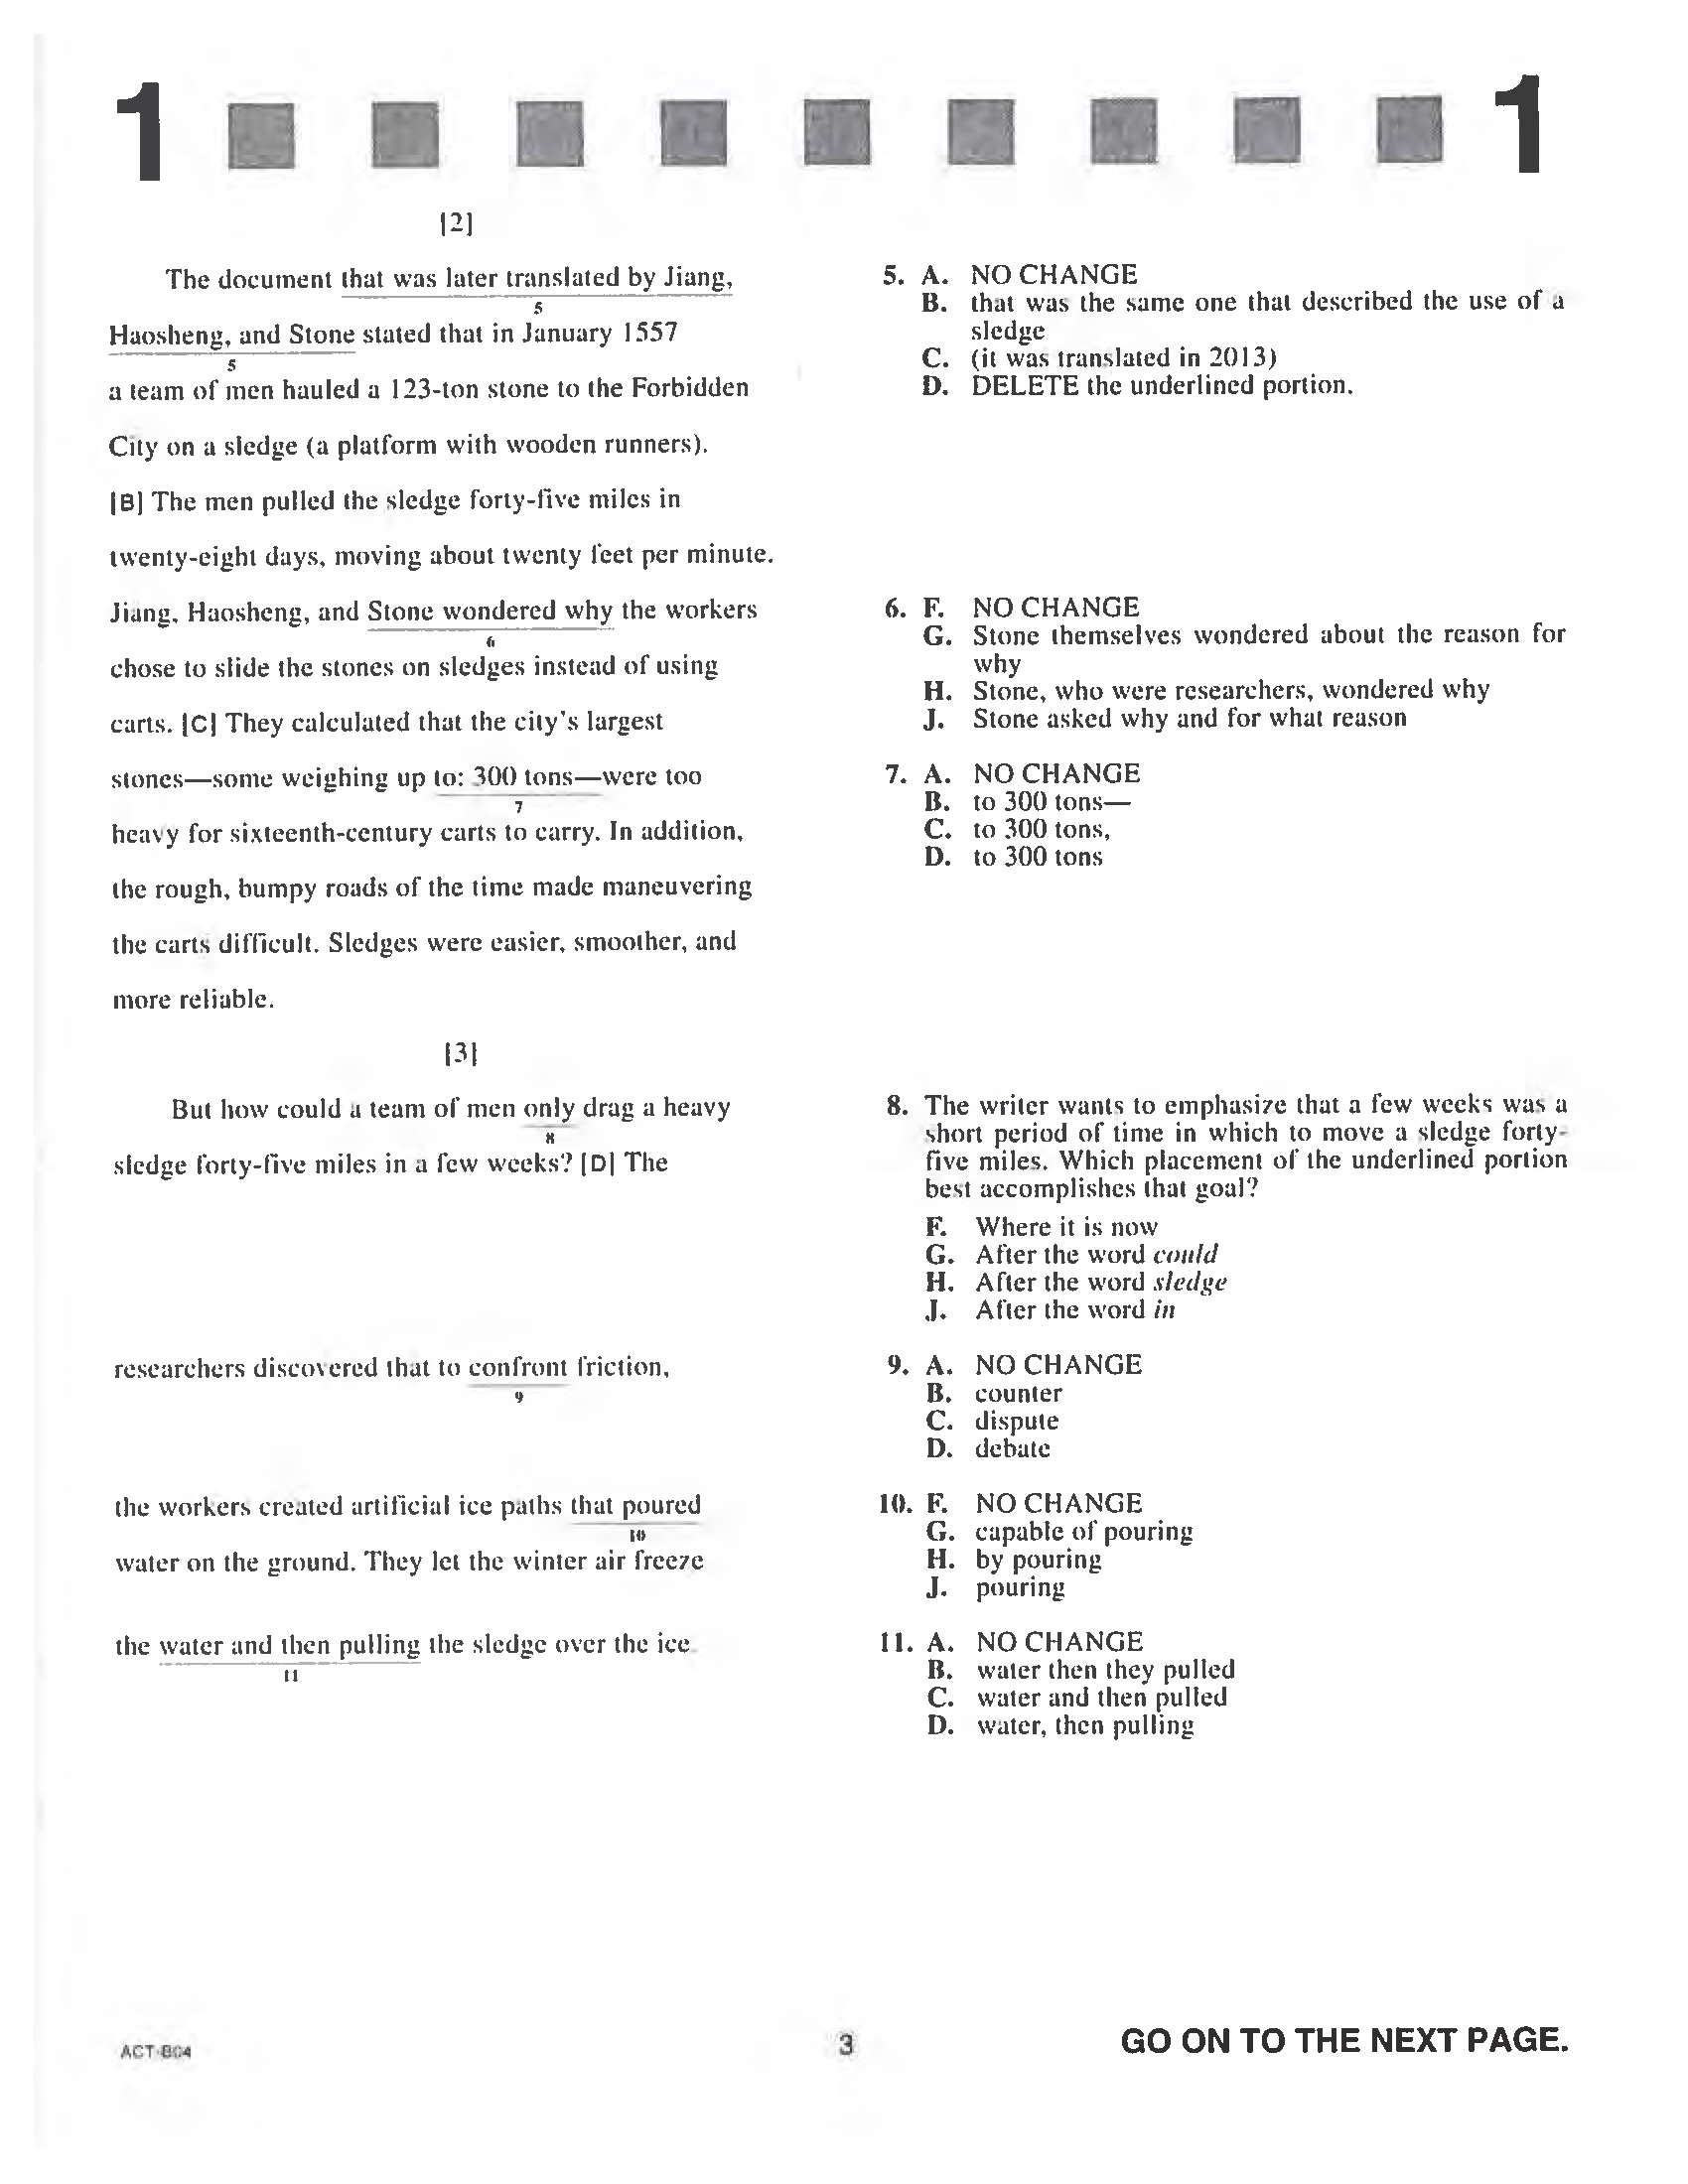 1 1
[2]
The document that was later translated by Jiang,
5
Haosheng, and Stone stated that in January 1557
5
a team of men hauled a 123-ton stone to the Forbidden
City on a sledge (a platform with wooden runners).
[B] The men pulled the sledge forty-five miles in
twenty-eight days, moving about twenty feet per minute.
Jiang, Haosheng, and Stone wondered why the workers
6
chose to slide the stones on sledges instead of using
carts. [C] They calculated that the city's largest
stones—some weighing up to: 300 tons—were too
7
heavy for sixteenth-century carts to carry. In addition,
the rough, bumpy roads of the time made maneuvering
the carts difficult. Sledges were easier, smoother, and
more reliable.
[3]
But how could a team of men only drag a heavy
8
sledge forty-five miles in a few weeks? [D] The
researchers discovered that to confront friction,
9
the workers created artificial ice paths that poured
10
water on the ground. They let the winter air freeze
the water and then pulling the sledge over the ice.
11
5. A. NO CHANGE
B. that was the same one that described the use of a
sledge
C. (it was translated in 2013)
D. DELETE the underlined portion.
6. F. NO CHANGE
G. Stone themselves wondered about the reason for
why
H. Stone, who were researchers, wondered why
J. Stone asked why and for what reason
7. A. NO CHANGE
B. to 300 tons—
C. to 300 tons,
D. to 300 tons
8. The writer wants to emphasize that a few weeks was a
short period of time in which to move a sledge forty-
five miles. Which placement of the underlined portion
best accomplishes that goal?
F. Where it is now
G. After the word could
H. After the word sledge
J. After the word in
9. A. NO CHANGE
B. counter
C. dispute
D. debate
10. F. NO CHANGE
G. capable of pouring
H. by pouring
J. pouring
11. A. NO CHANGE
B. water then they pulled
C. water and then pulled
D. water, then pulling
ACT-B04
3
GO ON TO THE NEXT PAGE.